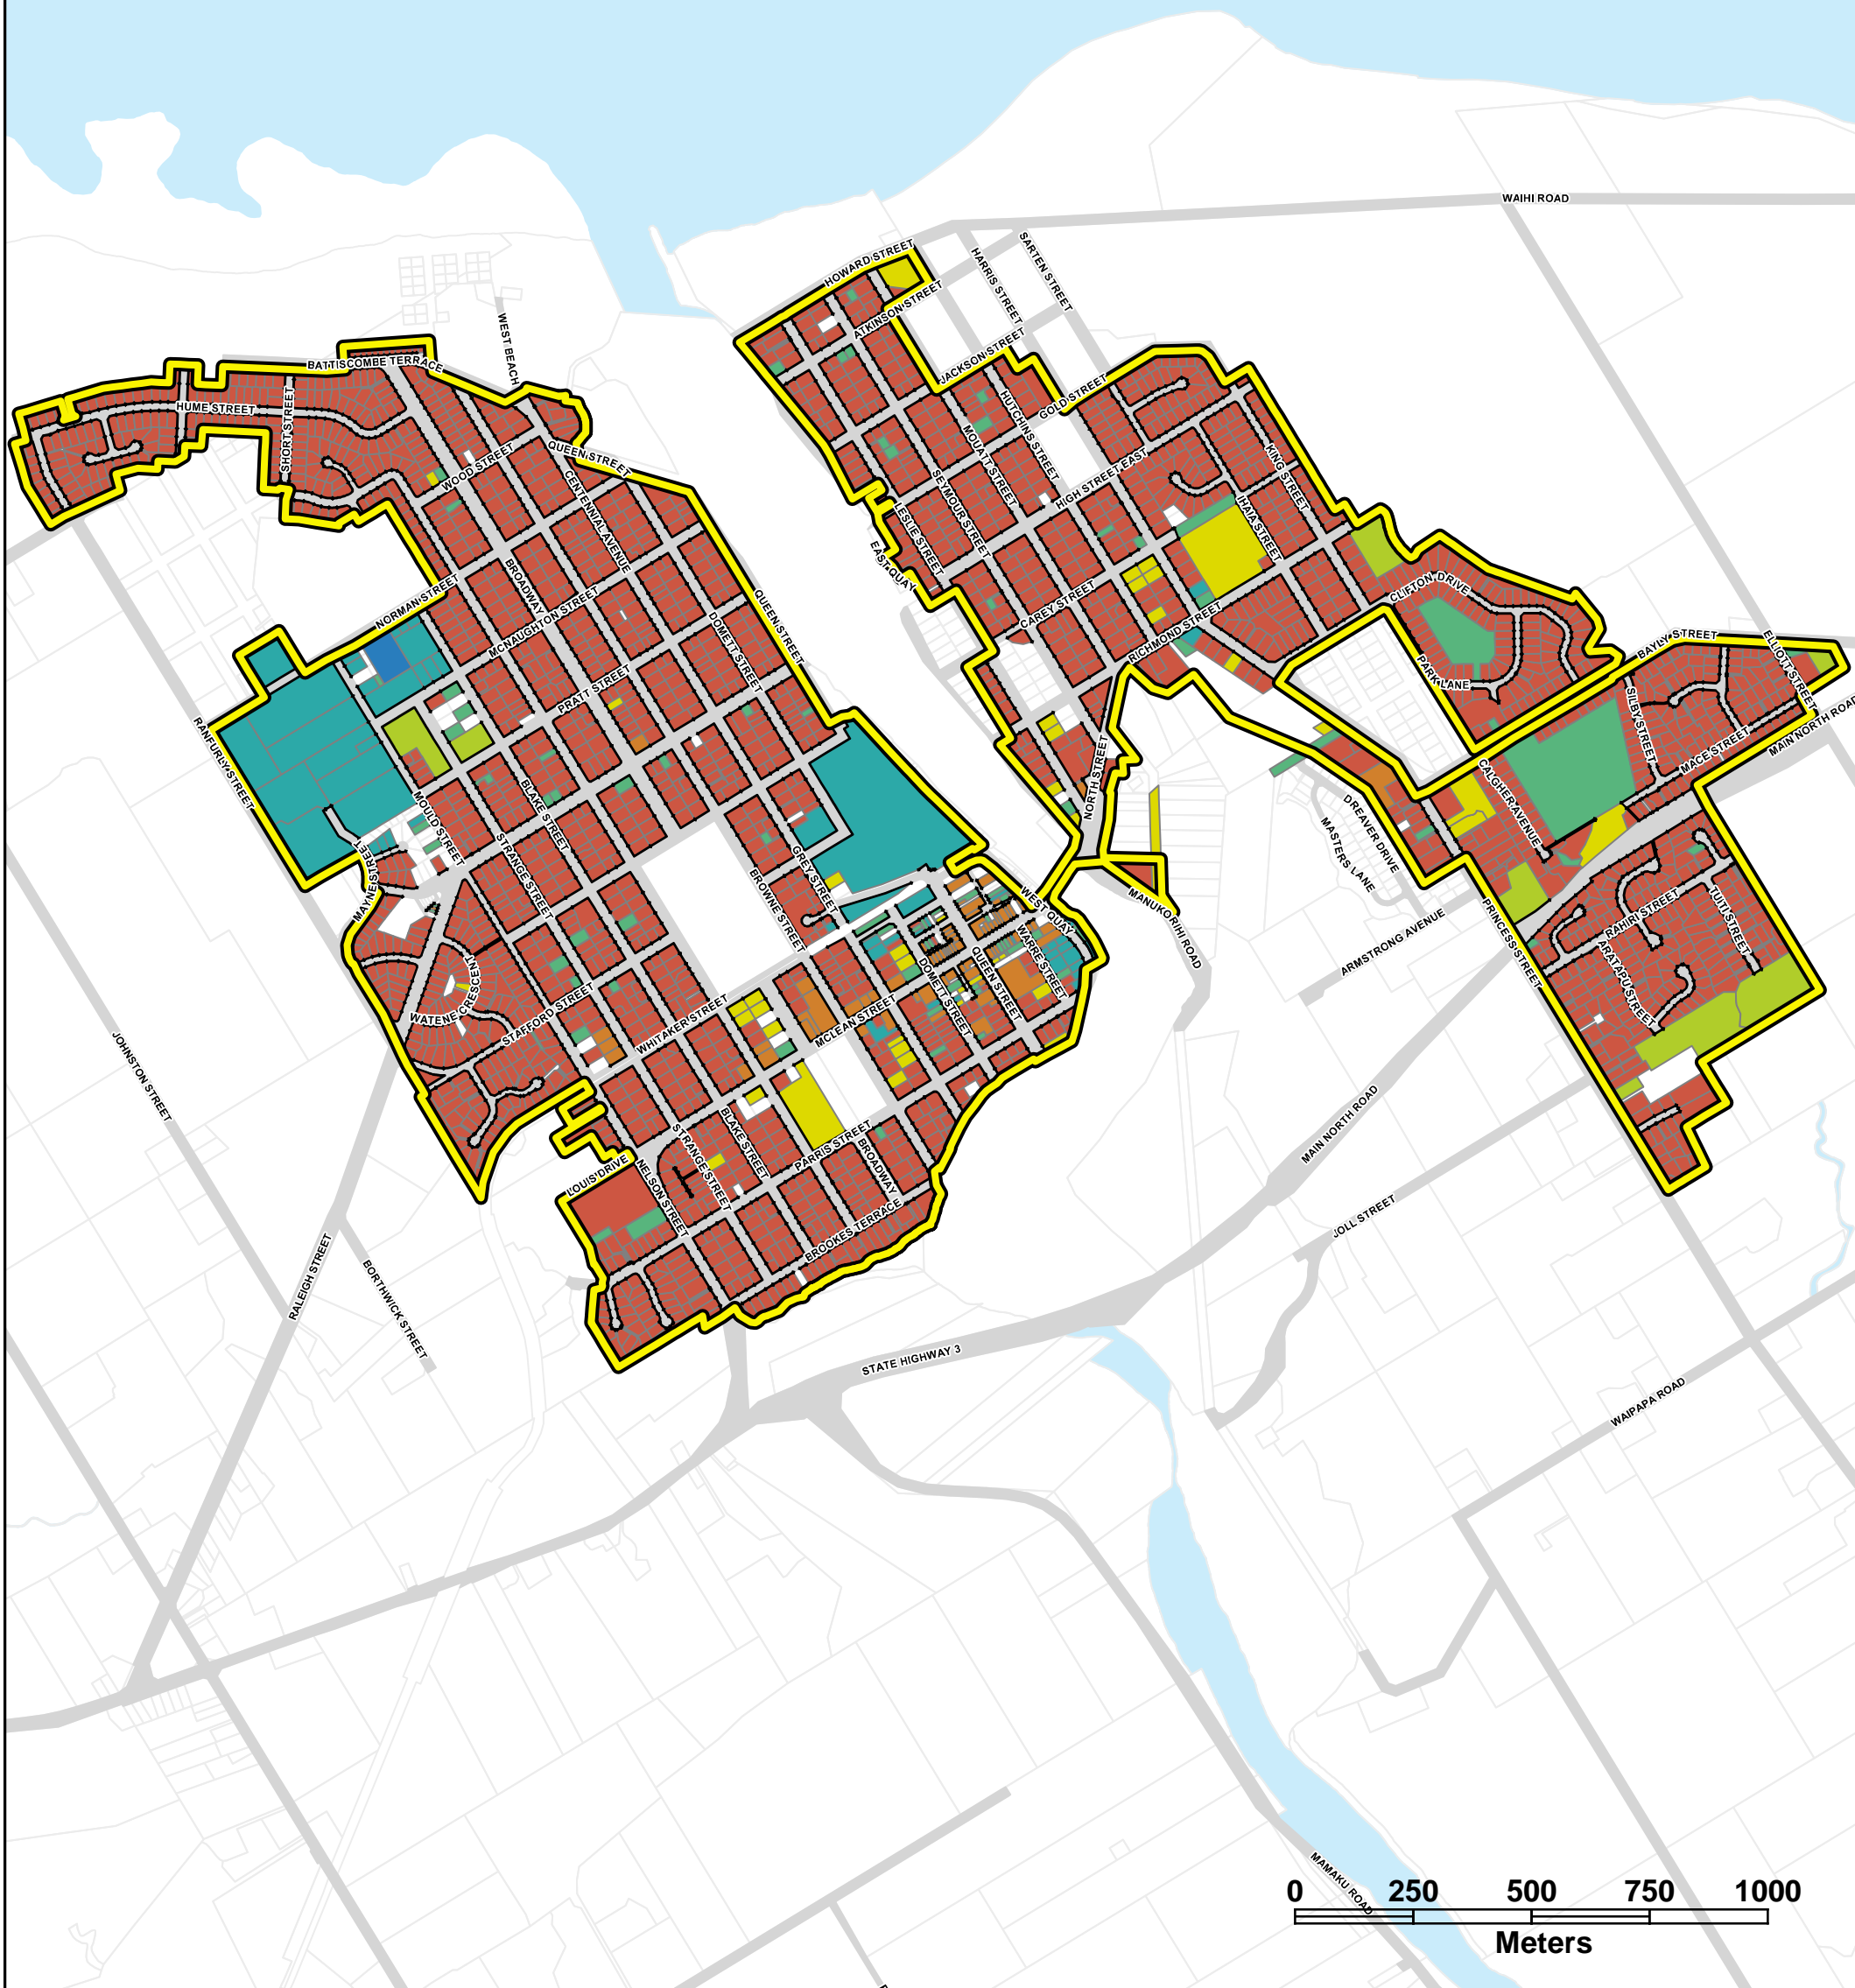 WAIHI ROAD
SARTEN STREET
HARRIS STREET
HOWARD STREET
ATKINSON STREET
WEST BEACH
JACKSON STREET
BATTISCOMBE TERRACE
GOLD STREET
HUTCHINS STREET
HUME STREET
SHORT STREET
MOUATT STREET
QUEEN STREET
WOOD STREET
HIGH STREET EAST
KING STREET
CENTENNIAL AVENUE
SEYMOUR STREET
LESLIE STREET
IHAIA STREET
EAST QUAY
BROADWAY
NORMAN STREET
CLIFTON DRIVE
CAREY STREET
MCNAUGHTON STREET
QUEEN STREET
RICHMOND STREET
DOMETT STREET
BAYLY STREET
ELLIOTT STREET
PARK LANE
PRATT STREET
SILBY STREET
MAIN NORTH ROAD
RANFURLY STREET
MACE STREET
NORTH STREET
CALGHER AVENUE
BLAKE STREET
MOULD STREET
DREAVER DRIVE
MASTERS LANE
STRANGE STREET
GREY STREET
MAYNE STREET
BROWNE STREET
WEST QUAY
MANUKORIHI ROAD
RAHIRI STREET
TUITI STREET
PRINCESS STREET
ARMSTRONG AVENUE
WARRE STREET
QUEEN STREET
DOMETT STREET
ARATAPU STREET
WATENE CRESCENT
STAFFORD STREET
WHITAKER STREET
MCLEAN STREET
JOHNSTON STREET
MAIN NORTH ROAD
BLAKE STREET
STRANGE STREET
PARRIS STREET
BROADWAY
LOUIS DRIVE
NELSON STREET
BROOKES TERRACE
JOLL STREET
RALEIGH STREET
BORTHWICK STREET
STATE HIGHWAY 3
WAIPAPA ROAD
MAMAKU ROAD
0 250 500 750 1000
Meters